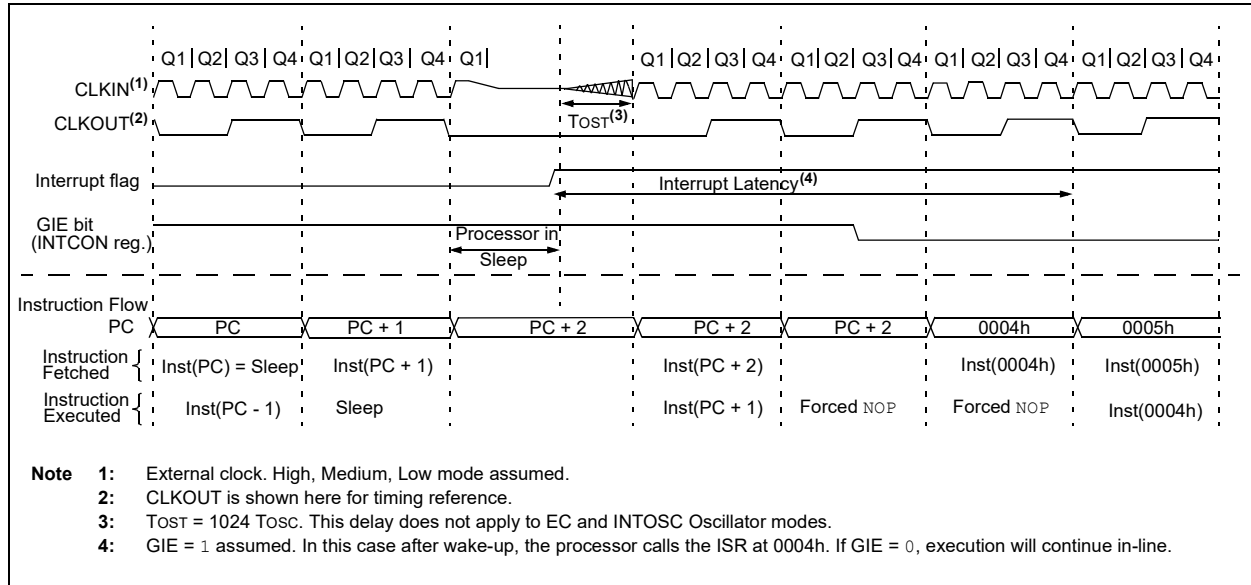 Q1 Q2 Q3 Q4 Q1 Q2 Q3 Q4 Q1 Q1 Q2 Q3 Q4 Q1 Q2 Q3 Q4 Q1 Q2 Q3 Q4 Q1 Q2 Q3 Q4
CLKIN(1)
TOST(3)
CLKOUT(2)
Interrupt flag
Interrupt Latency(4)
GIE bit
(INTCON reg.)
Processor in
Sleep
Instruction Flow
PC PC PC + 1 PC + 2 PC + 2 PC + 2 0004h 0005h
Instruction
Fetched
Inst(PC) = Sleep Inst(PC + 1) Inst(PC + 2) Inst(0004h) Inst(0005h)
Instruction
Executed
Inst(PC - 1) Sleep Inst(PC + 1) Forced NOP Forced NOP Inst(0004h)
Note 1: External clock. High, Medium, Low mode assumed.
2: CLKOUT is shown here for timing reference.
3: TOST = 1024 TOSC. This delay does not apply to EC and INTOSC Oscillator modes.
4: GIE = 1 assumed. In this case after wake-up, the processor calls the ISR at 0004h. If GIE = 0, execution will continue in-line.